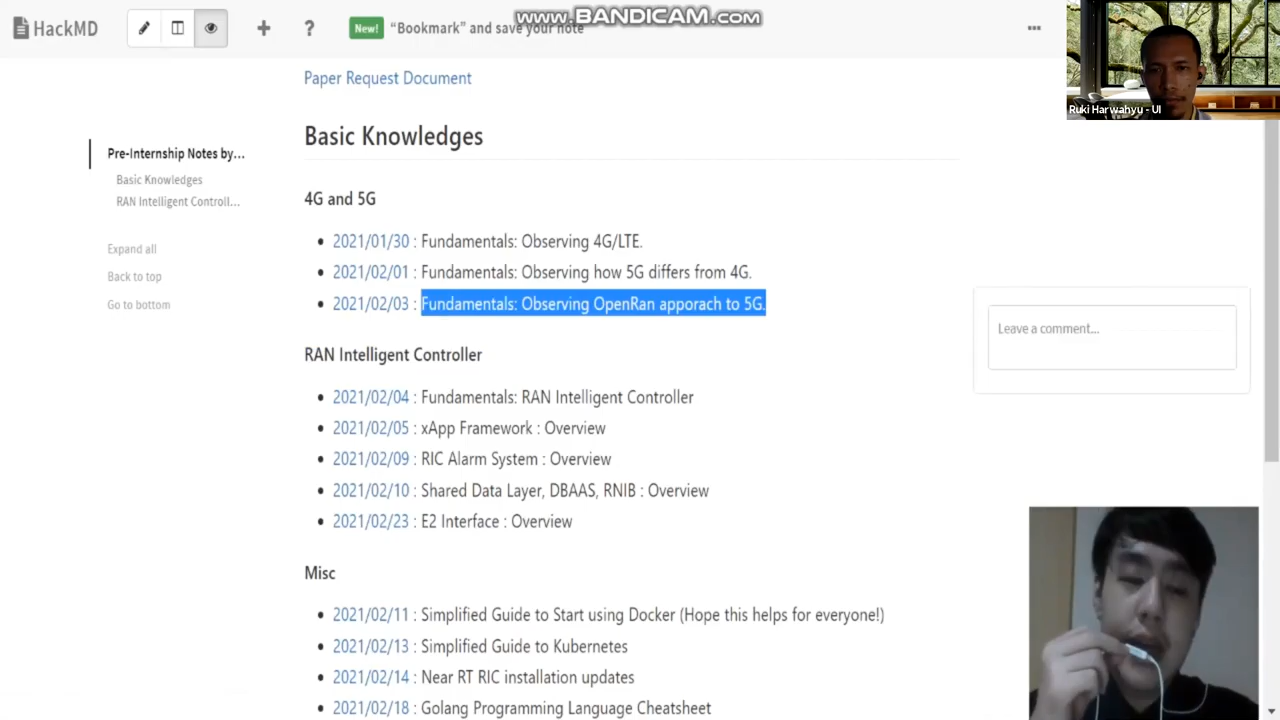 www.BANDICAM.com
HackMD
New! “Bookmark” and save your note
Ruki Harwahyu - UI
Paper Request Document
Basic Knowledges
Pre-Internship Notes by...
Basic Knowledges
RAN Intelligent Controll...
Expand all
Back to top
Go to bottom
4G and 5G
2021/01/30 : Fundamentals: Observing 4G/LTE.
2021/02/01 : Fundamentals: Observing how 5G differs from 4G.
2021/02/03 : Fundamentals: Observing OpenRan apporach to 5G.
Leave a comment...
RAN Intelligent Controller
2021/02/04 : Fundamentals: RAN Intelligent Controller
2021/02/05 : xApp Framework : Overview
2021/02/09 : RIC Alarm System : Overview
2021/02/10 : Shared Data Layer, DBAAS, RNIB : Overview
2021/02/23 : E2 Interface : Overview
Misc
2021/02/11 : Simplified Guide to Start using Docker (Hope this helps for everyone!)
2021/02/13 : Simplified Guide to Kubernetes
2021/02/14 : Near RT RIC installation updates
2021/02/18 : Golang Programming Language Cheatsheet